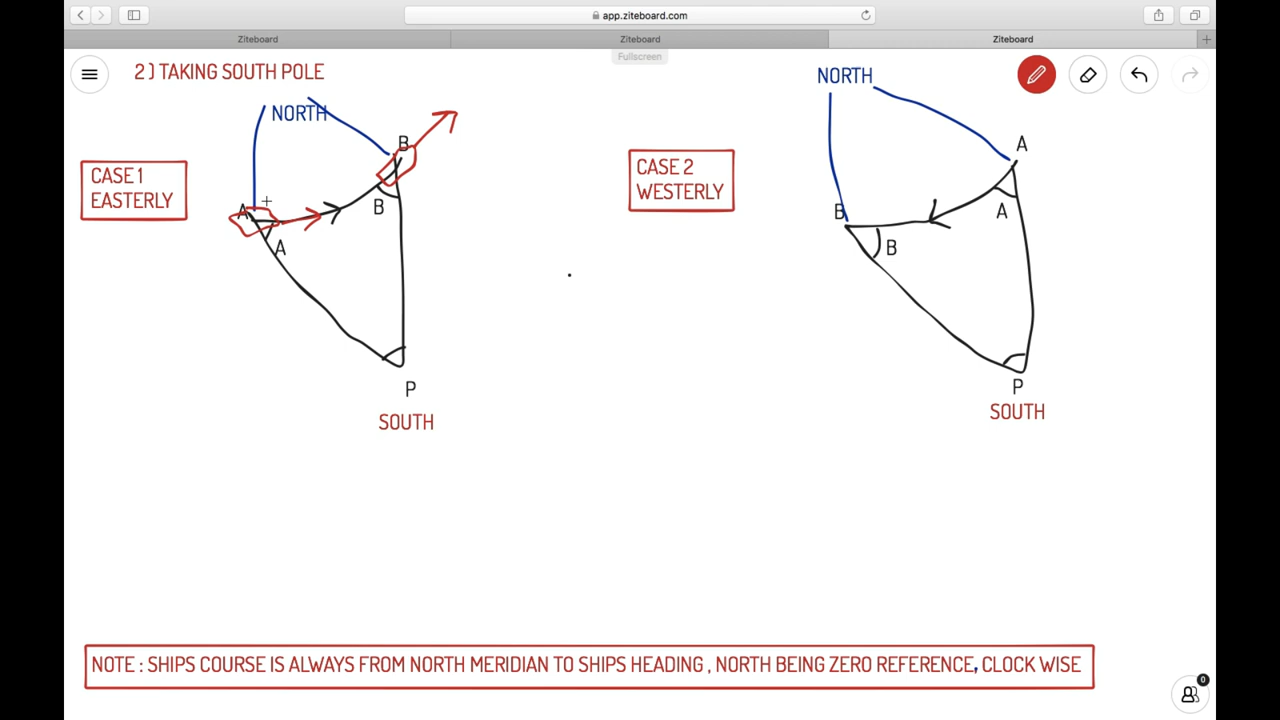 app.ziteboard.com
Ziteboard
Ziteboard
Ziteboard
Fullscreen
2 ) TAKING SOUTH POLE
NORTH
CASE 1
EASTERLY
B
A
B
A
P
SOUTH
NORTH
CASE 2
WESTERLY
A
B
A
B
P
SOUTH
NOTE : SHIPS COURSE IS ALWAYS FROM NORTH MERIDIAN TO SHIPS HEADING , NORTH BEING ZERO REFERENCE, CLOCK WISE
0